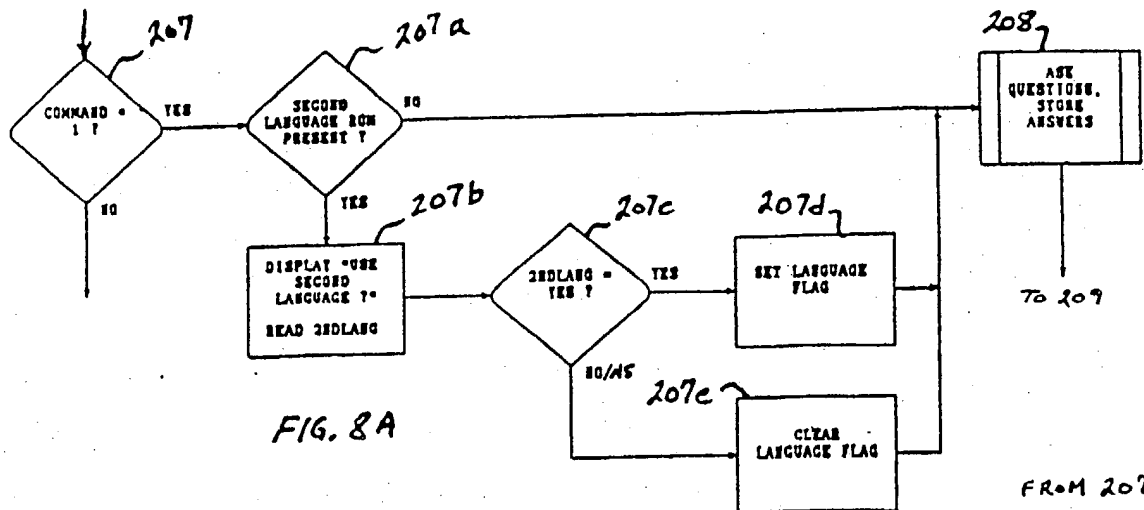 207
COMMAND =
1 ?
YES
NO
207a
SECOND
LANGUAGE ROM
PRESENT ?
NO
YES
208
ASK
QUESTIONS,
STORE
ANSWERS
TO 209
207b
DISPLAY "USE
SECOND
LANGUAGE ?"
READ 2NDLANG
207c
2NDLANG =
YES ?
YES
NO/NS
207d
SET LANGUAGE
FLAG
207e
CLEAR
LANGUAGE FLAG
FIG. 8A
FROM 207